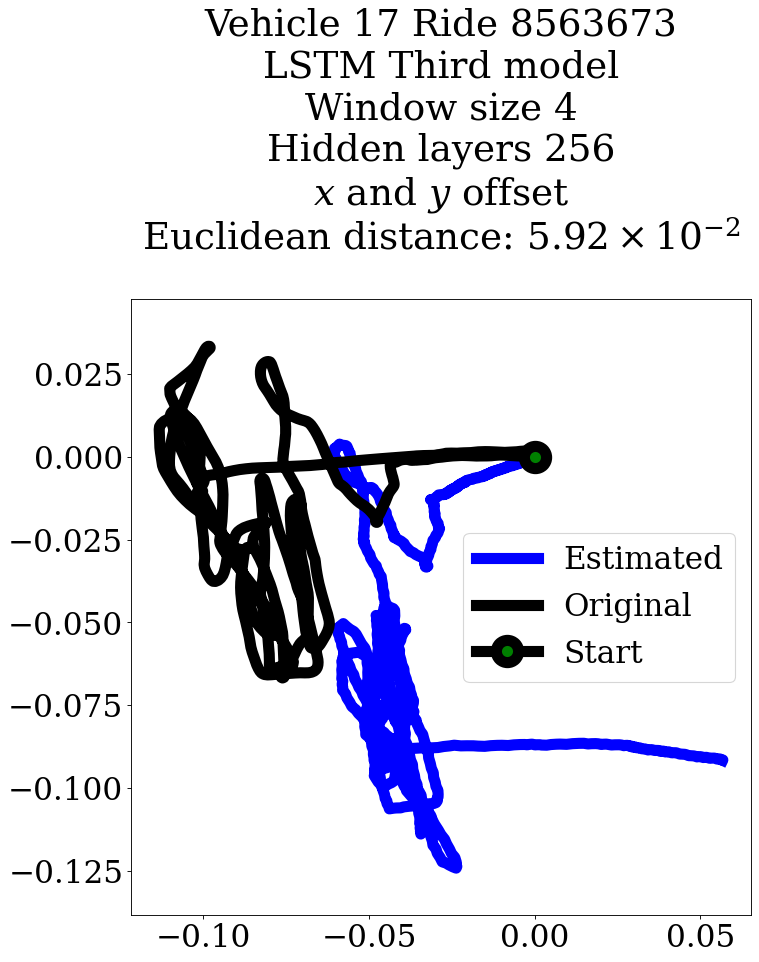 Vehicle 17 Ride 8563673
LSTM Third model
Window size 4
Hidden layers 256
x and y offset
Euclidean distance: 5.92 × 10⁻²
0.025
0.000
−0.025
−0.050
−0.075
−0.100
−0.125
Estimated
Original
Start
−0.10 −0.05 0.00 0.05